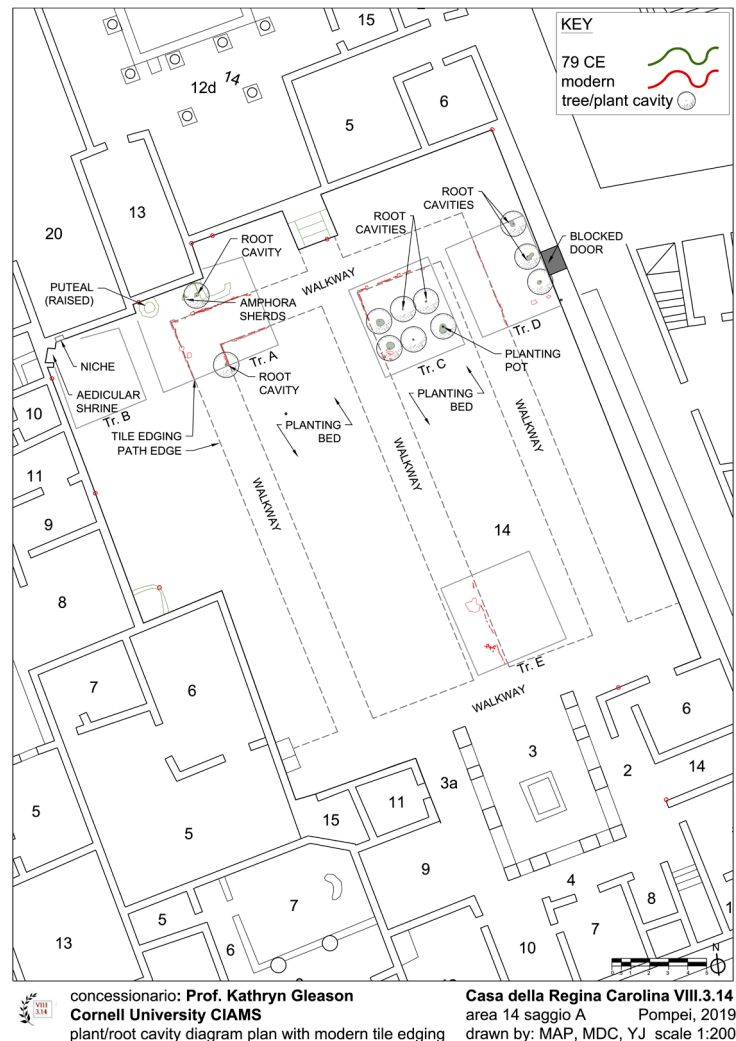 KEY
79 CE
modern
tree/plant cavity
15
12d
14
6
5
13
20
ROOT
CAVITIES
ROOT
CAVITIES
ROOT
CAVITY
BLOCKED
DOOR
WALKWAY
PUTEAL
(RAISED)
AMPHORA
SHERDS
Tr. D
PLANTING
POT
NICHE
Tr. A
Tr. C
ROOT
CAVITY
AEDICULAR
SHRINE
PLANTING
BED
10
Tr. B
PLANTING
BED
TILE EDGING
PATH EDGE
WALKWAY
WALKWAY
WALKWAY
11
9
14
8
Tr. E
7
6
WALKWAY
6
3
2
14
3a
11
5
15
5
9
4
7
8
5
13
6
10
7
N
VIII
3.14
concessionario: Prof. Kathryn Gleason
Cornell University CIAMS
plant/root cavity diagram plan with modern tile edging
Casa della Regina Carolina VIII.3.14
area 14 saggio A Pompei, 2019
drawn by: MAP, MDC, YJ scale 1:200